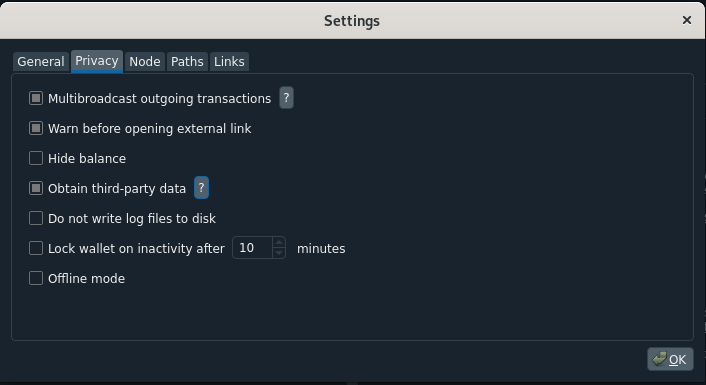 Settings ×
General Privacy Node Paths Links
Multibroadcast outgoing transactions ?
Warn before opening external link
Hide balance
Obtain third-party data ?
Do not write log files to disk
Lock wallet on inactivity after 10 minutes
Offline mode
OK